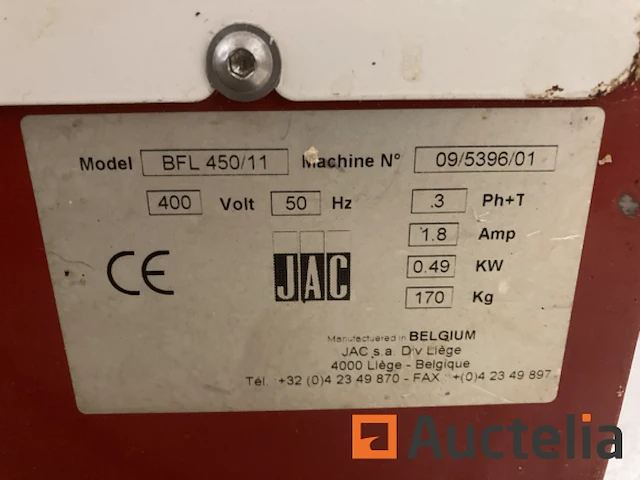 Model BFL 450/11 Machine N° 09/5396/01
400 Volt 50 Hz .3 Ph+T
1.8 Amp
0.49 KW
170 Kg
CE
JAC
Manufactuered in BELGIUM
JAC s.a. Div Liège
4000 Liège - Belgique
Tél. +32 (0)4 23 49 870 - FAX +(0)4 23 49 897
Auctelia